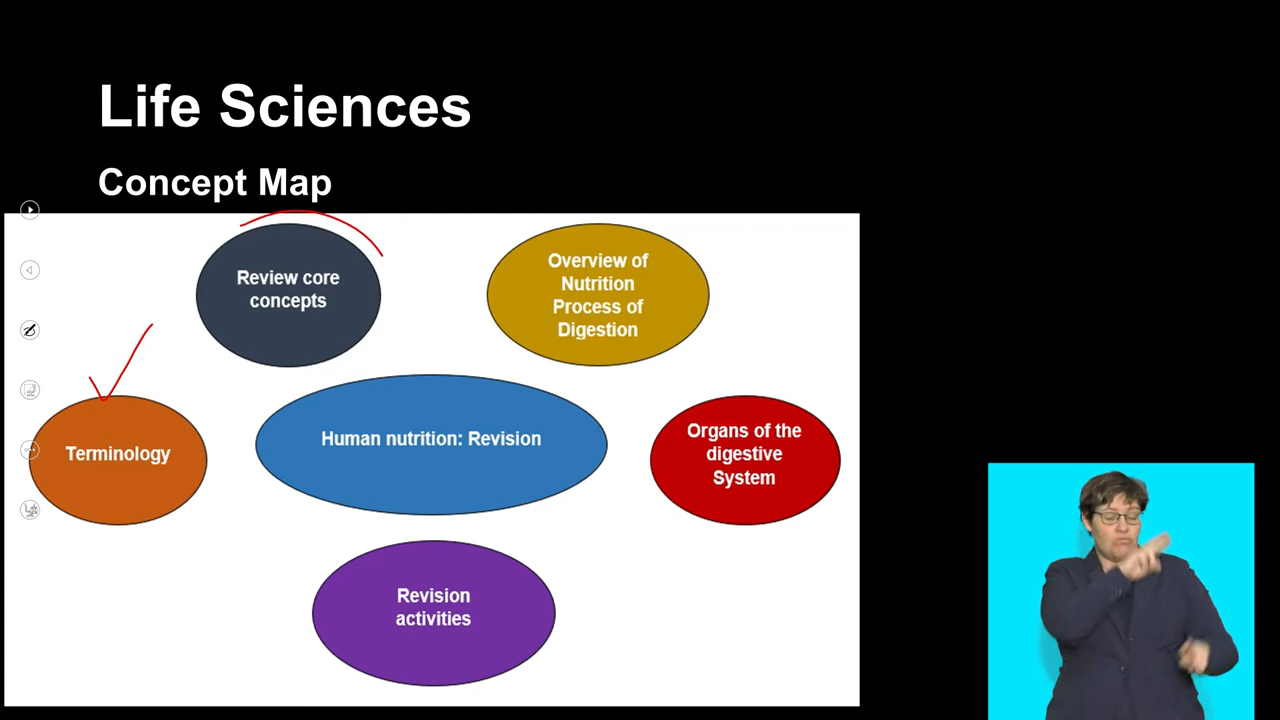 Life Sciences
Concept Map
Review core
concepts
Overview of
Nutrition
Process of
Digestion
Terminology
Human nutrition: Revision
Organs of the
digestive
System
Revision
activities